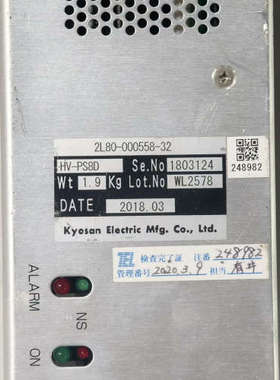 2L80-000558-32
HV-PS8D Se.No 1803124
Wt 1.9 Kg Lot.No WL2578
DATE 2018.03
Kyosan Electric Mfg. Co., Ltd.
248982
TEL 検査完了証 注番 248982
管理番号 2020.3.9 担当
ALARM
NS
ON